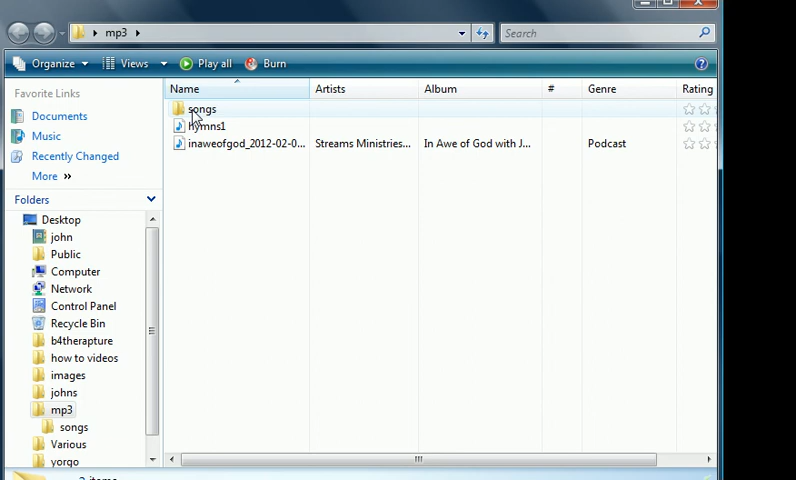 mp3
Search
Organize Views Play all Burn
Favorite Links
Documents
Music
Recently Changed
More »
Folders
Desktop
john
Public
Computer
Network
Control Panel
Recycle Bin
b4therapture
how to videos
images
johns
mp3
songs
Various
yorgo
Name Artists Album # Genre Rating
songs
hymns1
inaweofgod_2012-02-0... Streams Ministries... In Awe of God with J... Podcast
items